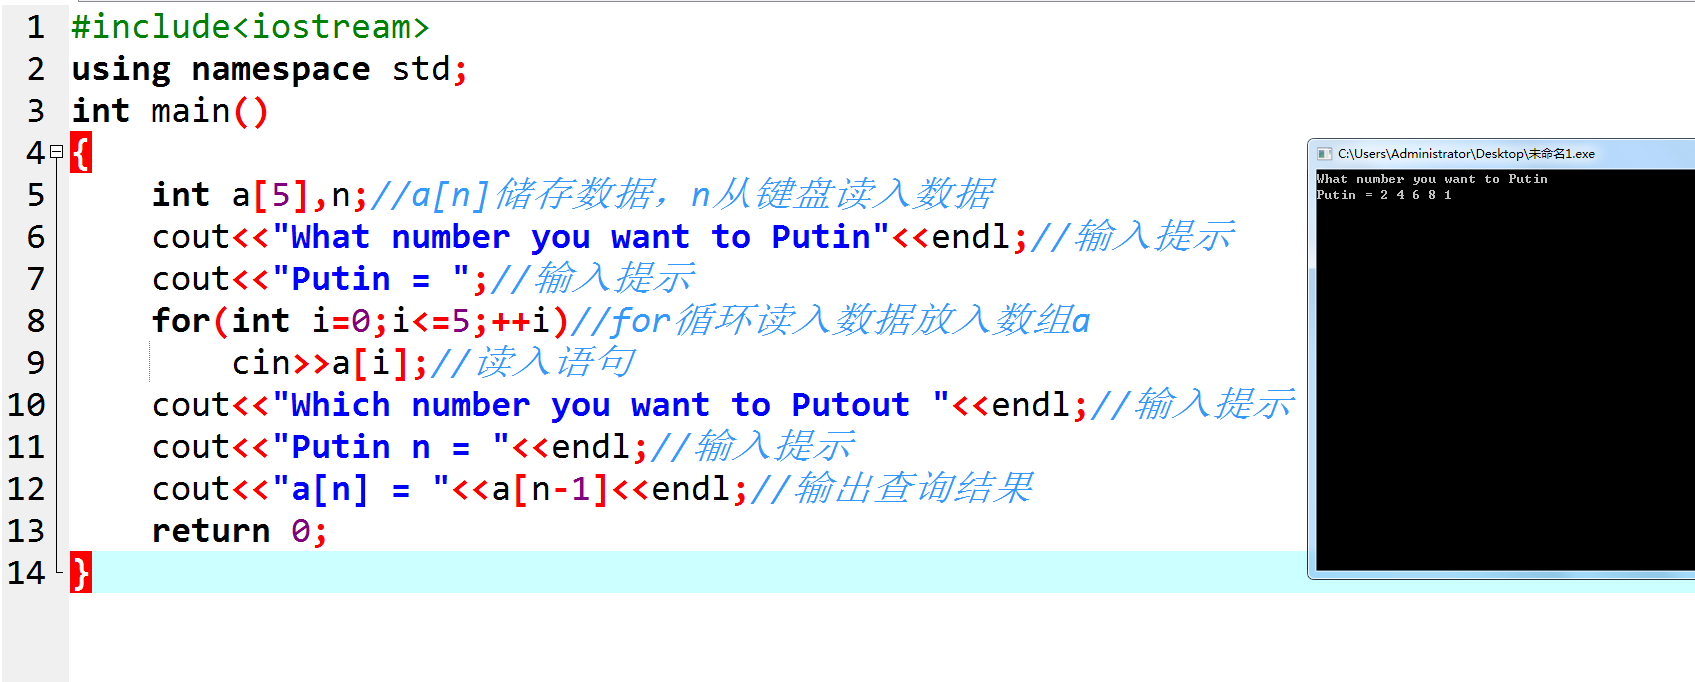 1 #include<iostream>
2 using namespace std;
3 int main()
4 {
5 int a[5],n;//a[n]储存数据，n从键盘读入数据
6 cout<<"What number you want to Putin"<<endl;//输入提示
7 cout<<"Putin = ";//输入提示
8 for(int i=0;i<=5;++i)//for循环读入数据放入数组a
9 cin>>a[i];//读入语句
10 cout<<"Which number you want to Putout "<<endl;//输入提示
11 cout<<"Putin n = "<<endl;//输入提示
12 cout<<"a[n] = "<<a[n-1]<<endl;//输出查询结果
13 return 0;
14 }
C:\Users\Administrator\Desktop\未命名1.exe
What number you want to Putin
Putin = 2 4 6 8 1